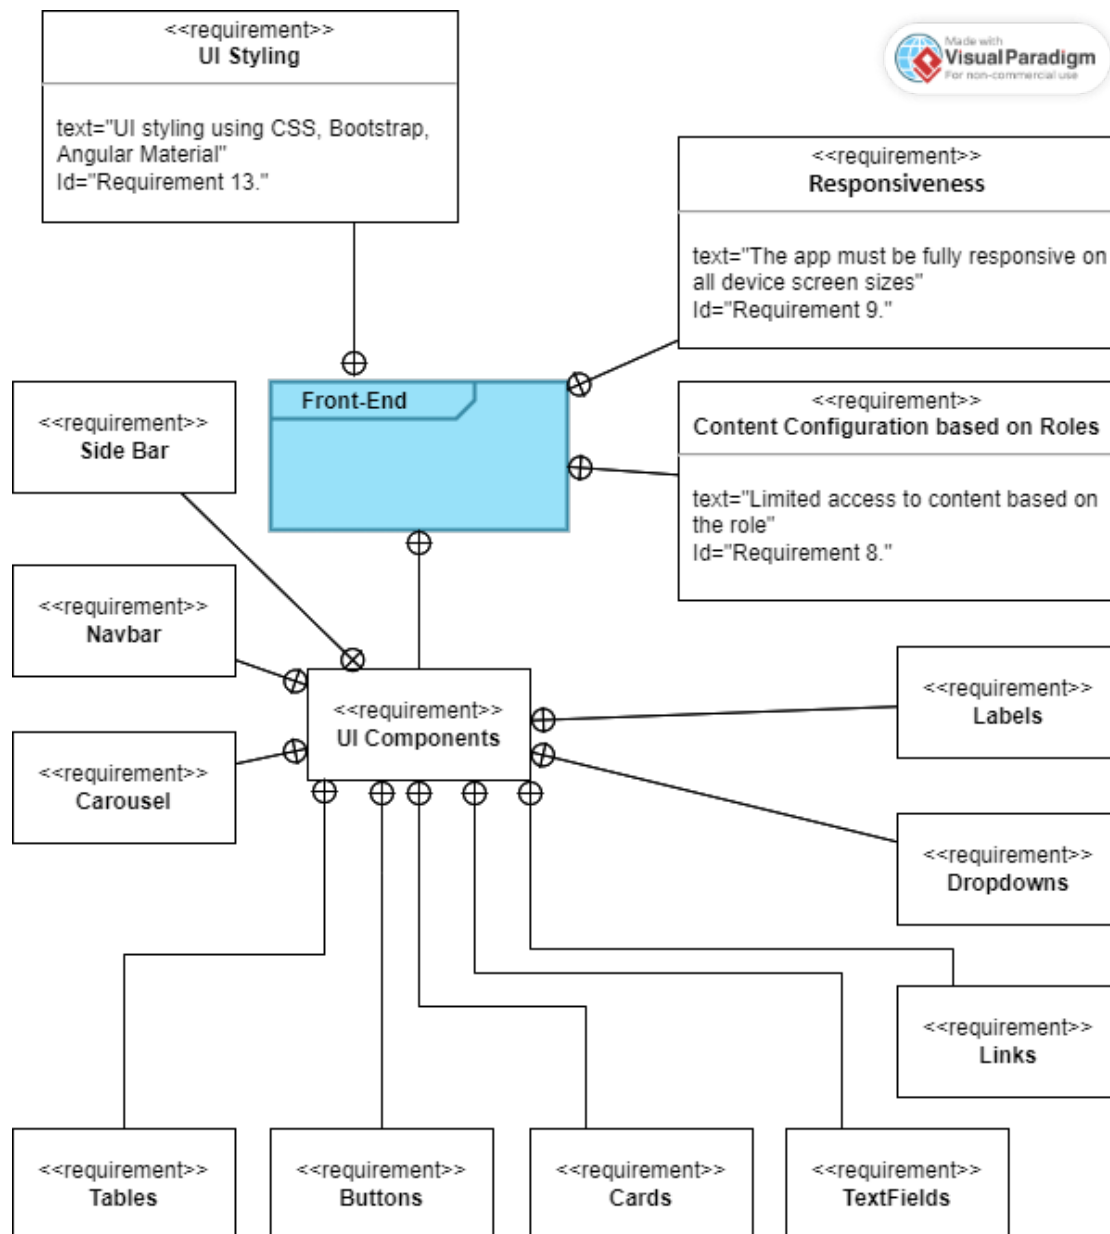 <<requirement>>
UI Styling
text="UI styling using CSS, Bootstrap,
Angular Material"
Id="Requirement 13."
Made with
Visual Paradigm
For non-commercial use
<<requirement>>
Responsiveness
text="The app must be fully responsive on
all device screen sizes"
Id="Requirement 9."
Front-End
<<requirement>>
Content Configuration based on Roles
text="Limited access to content based on
the role"
Id="Requirement 8."
<<requirement>>
Side Bar
<<requirement>>
Navbar
<<requirement>>
UI Components
<<requirement>>
Labels
<<requirement>>
Carousel
<<requirement>>
Dropdowns
<<requirement>>
Links
<<requirement>>
Tables
<<requirement>>
Buttons
<<requirement>>
Cards
<<requirement>>
TextFields